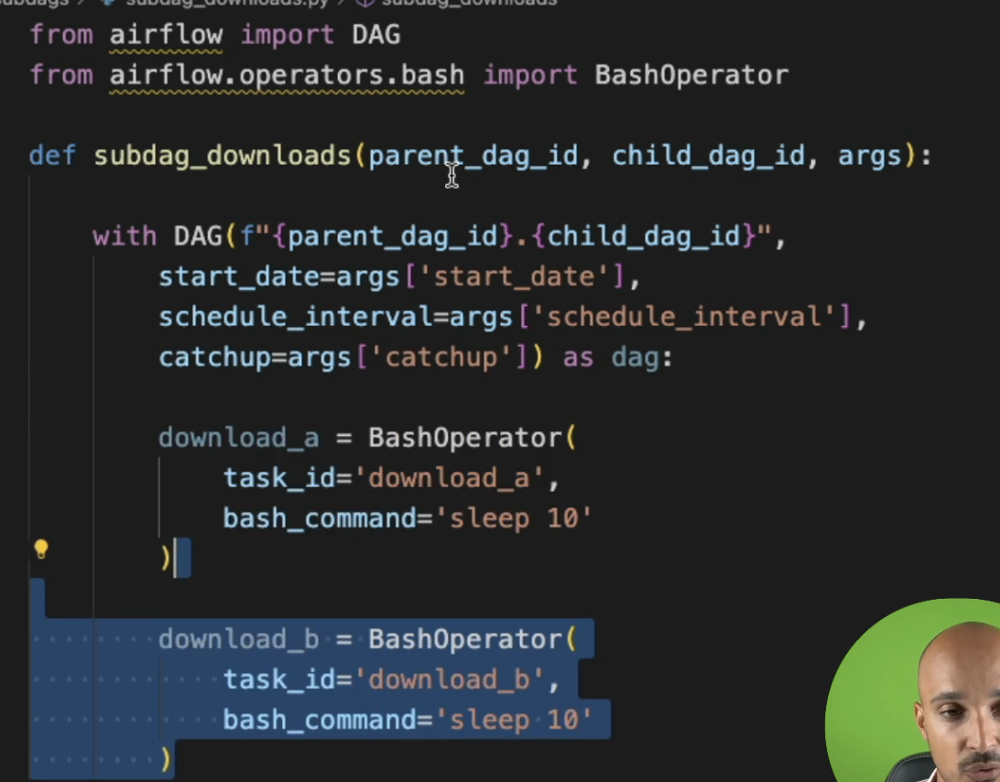 subdags > subdag_downloads.py > subdag_downloads
from airflow import DAG
from airflow.operators.bash import BashOperator
def subdag_downloads(parent_dag_id, child_dag_id, args):
with DAG(f"{parent_dag_id}.{child_dag_id}",
start_date=args['start_date'],
schedule_interval=args['schedule_interval'],
catchup=args['catchup']) as dag:
download_a = BashOperator(
task_id='download_a',
bash_command='sleep 10'
)
download_b = BashOperator(
task_id='download_b',
bash_command='sleep 10'
)